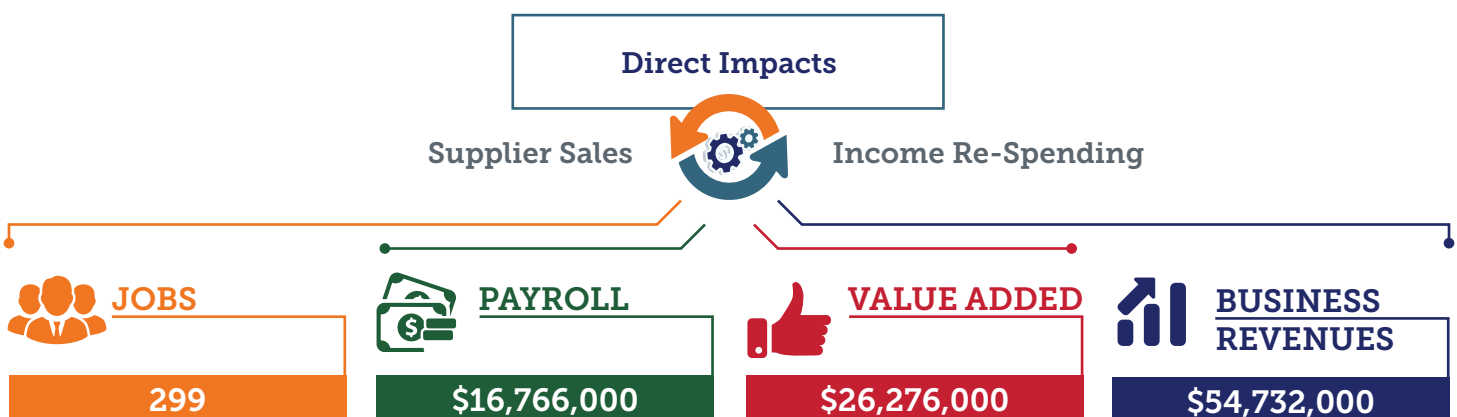 Direct Impacts
Supplier Sales
Income Re-Spending
JOBS
299
PAYROLL
$16,766,000
VALUE ADDED
$26,276,000
BUSINESS
REVENUES
$54,732,000